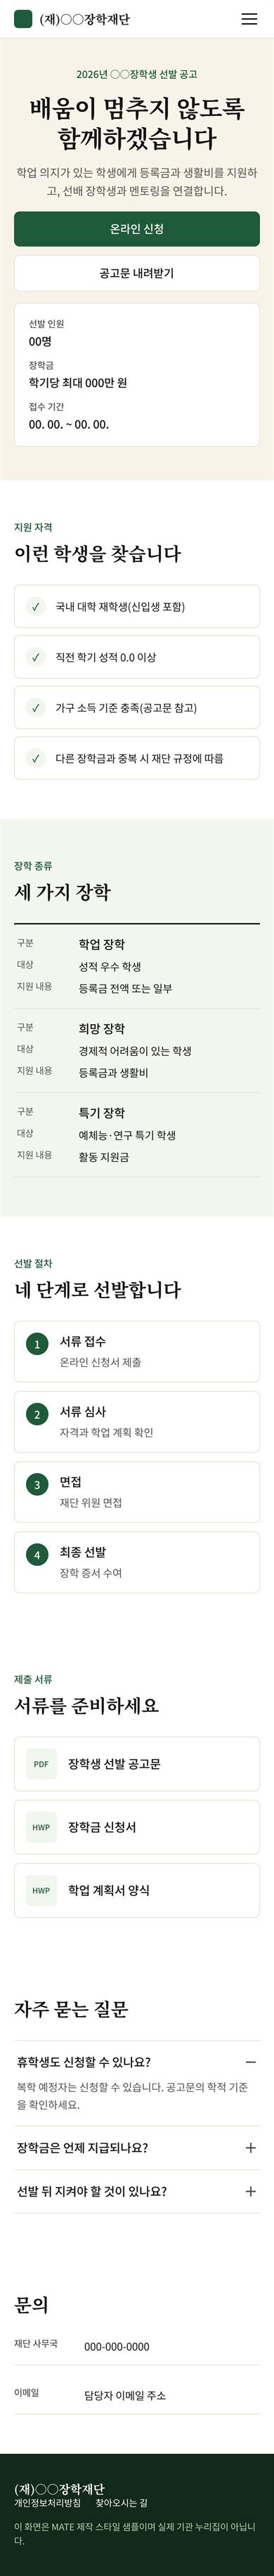 (재)○○장학재단
2026년 ○○장학생 선발 공고
배움이 멈추지 않도록
함께하겠습니다
학업 의지가 있는 학생에게 등록금과 생활비를 지원하
고, 선배 장학생과 멘토링을 연결합니다.
온라인 신청
공고문 내려받기
선발 인원
00명
장학금
학기당 최대 000만 원
접수 기간
00. 00. ~ 00. 00.
지원 자격
이런 학생을 찾습니다
✓ 국내 대학 재학생(신입생 포함)
✓ 직전 학기 성적 0.0 이상
✓ 가구 소득 기준 충족(공고문 참고)
✓ 다른 장학금과 중복 시 재단 규정에 따름
장학 종류
세 가지 장학
구분 학업 장학
대상 성적 우수 학생
지원 내용 등록금 전액 또는 일부
구분 희망 장학
대상 경제적 어려움이 있는 학생
지원 내용 등록금과 생활비
구분 특기 장학
대상 예체능·연구 특기 학생
지원 내용 활동 지원금
선발 절차
네 단계로 선발합니다
1 서류 접수
온라인 신청서 제출
2 서류 심사
자격과 학업 계획 확인
3 면접
재단 위원 면접
4 최종 선발
장학 증서 수여
제출 서류
서류를 준비하세요
PDF 장학생 선발 공고문
HWP 장학금 신청서
HWP 학업 계획서 양식
자주 묻는 질문
휴학생도 신청할 수 있나요?
복학 예정자는 신청할 수 있습니다. 공고문의 학적 기준
을 확인하세요.
장학금은 언제 지급되나요?
선발 뒤 지켜야 할 것이 있나요?
문의
재단 사무국 000-000-0000
이메일 담당자 이메일 주소
(재)○○장학재단
개인정보처리방침 찾아오시는 길
이 화면은 MATE 제작 스타일 샘플이며 실제 기관 누리집이 아닙니
다.